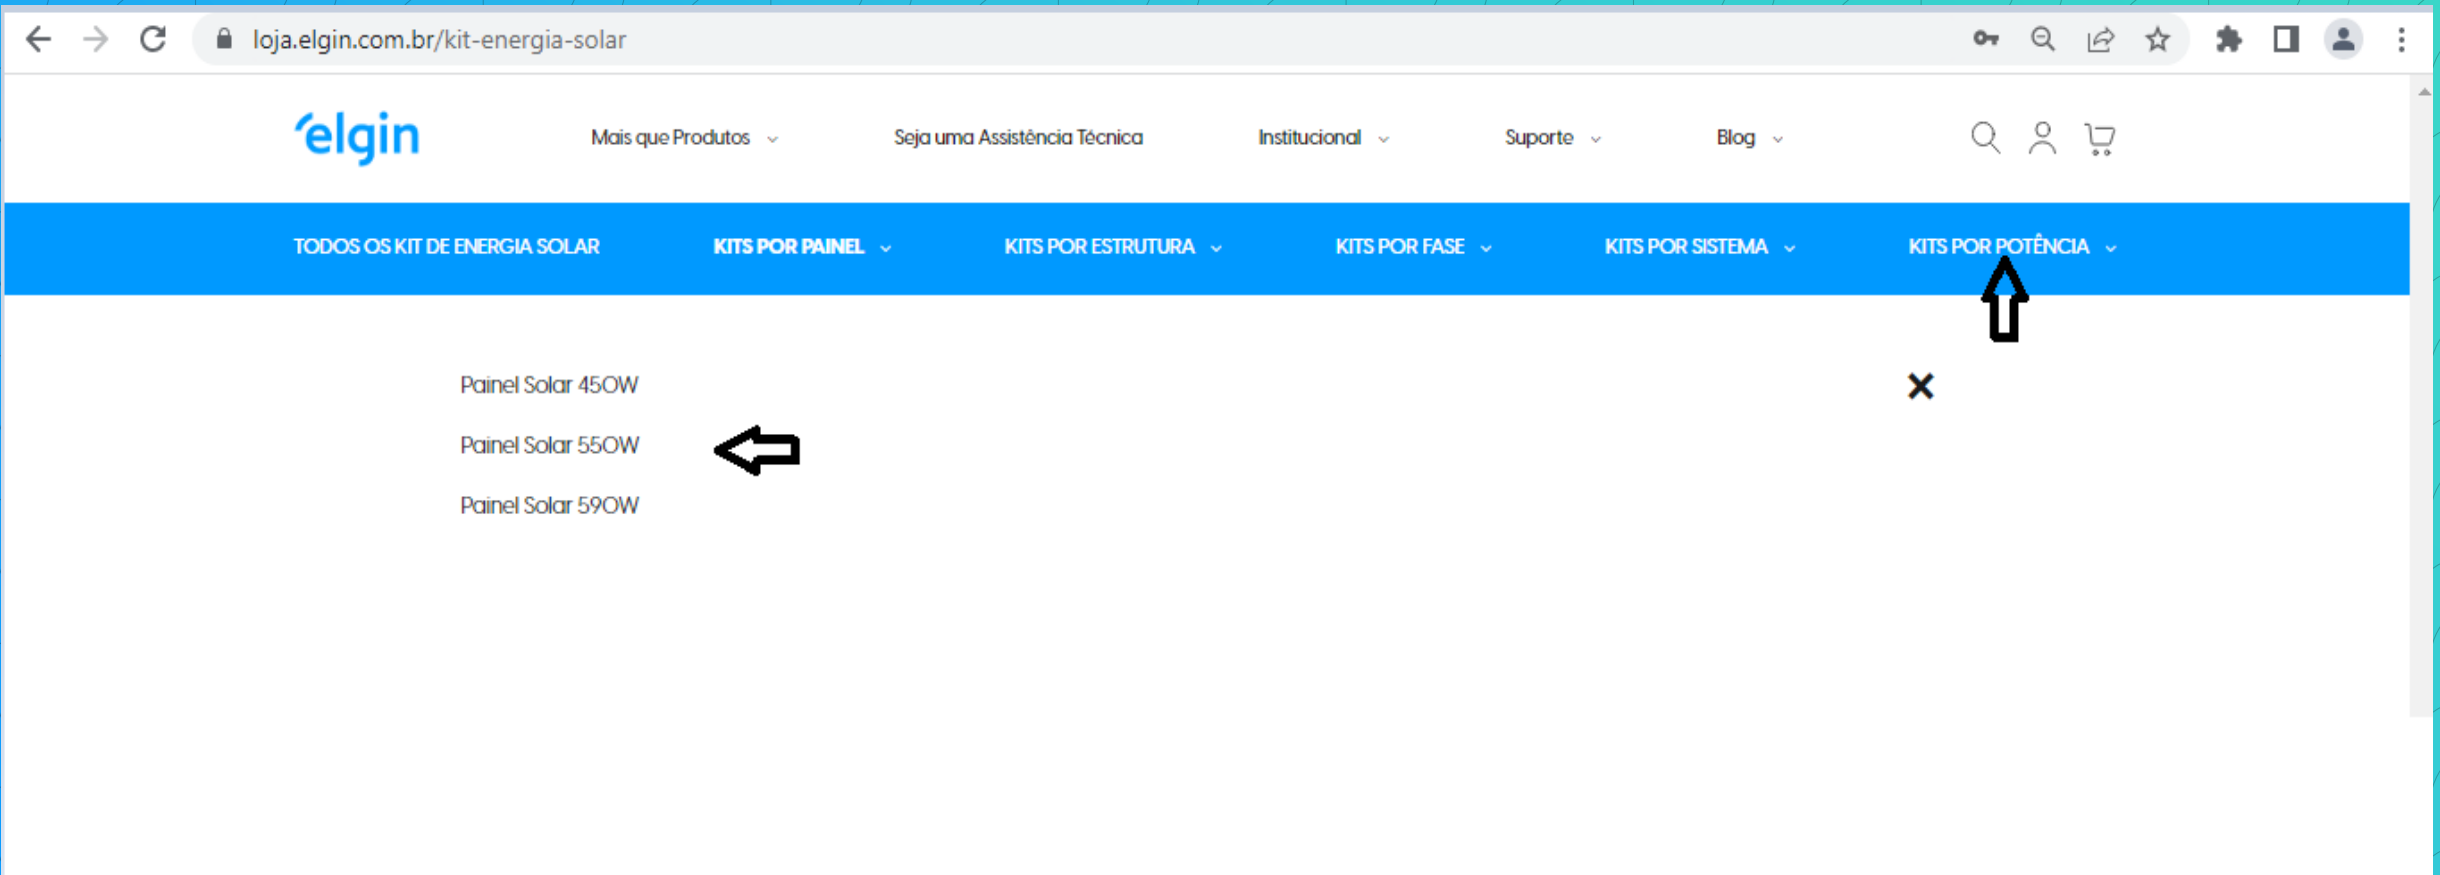 loja.elgin.com.br/kit-energia-solar
elgin
Mais que Produtos
Seja uma Assistência Técnica
Institucional
Suporte
Blog
TODOS OS KIT DE ENERGIA SOLAR
KITS POR PAINEL
KITS POR ESTRUTURA
KITS POR FASE
KITS POR SISTEMA
KITS POR POTÊNCIA
Painel Solar 450W
Painel Solar 550W
Painel Solar 590W